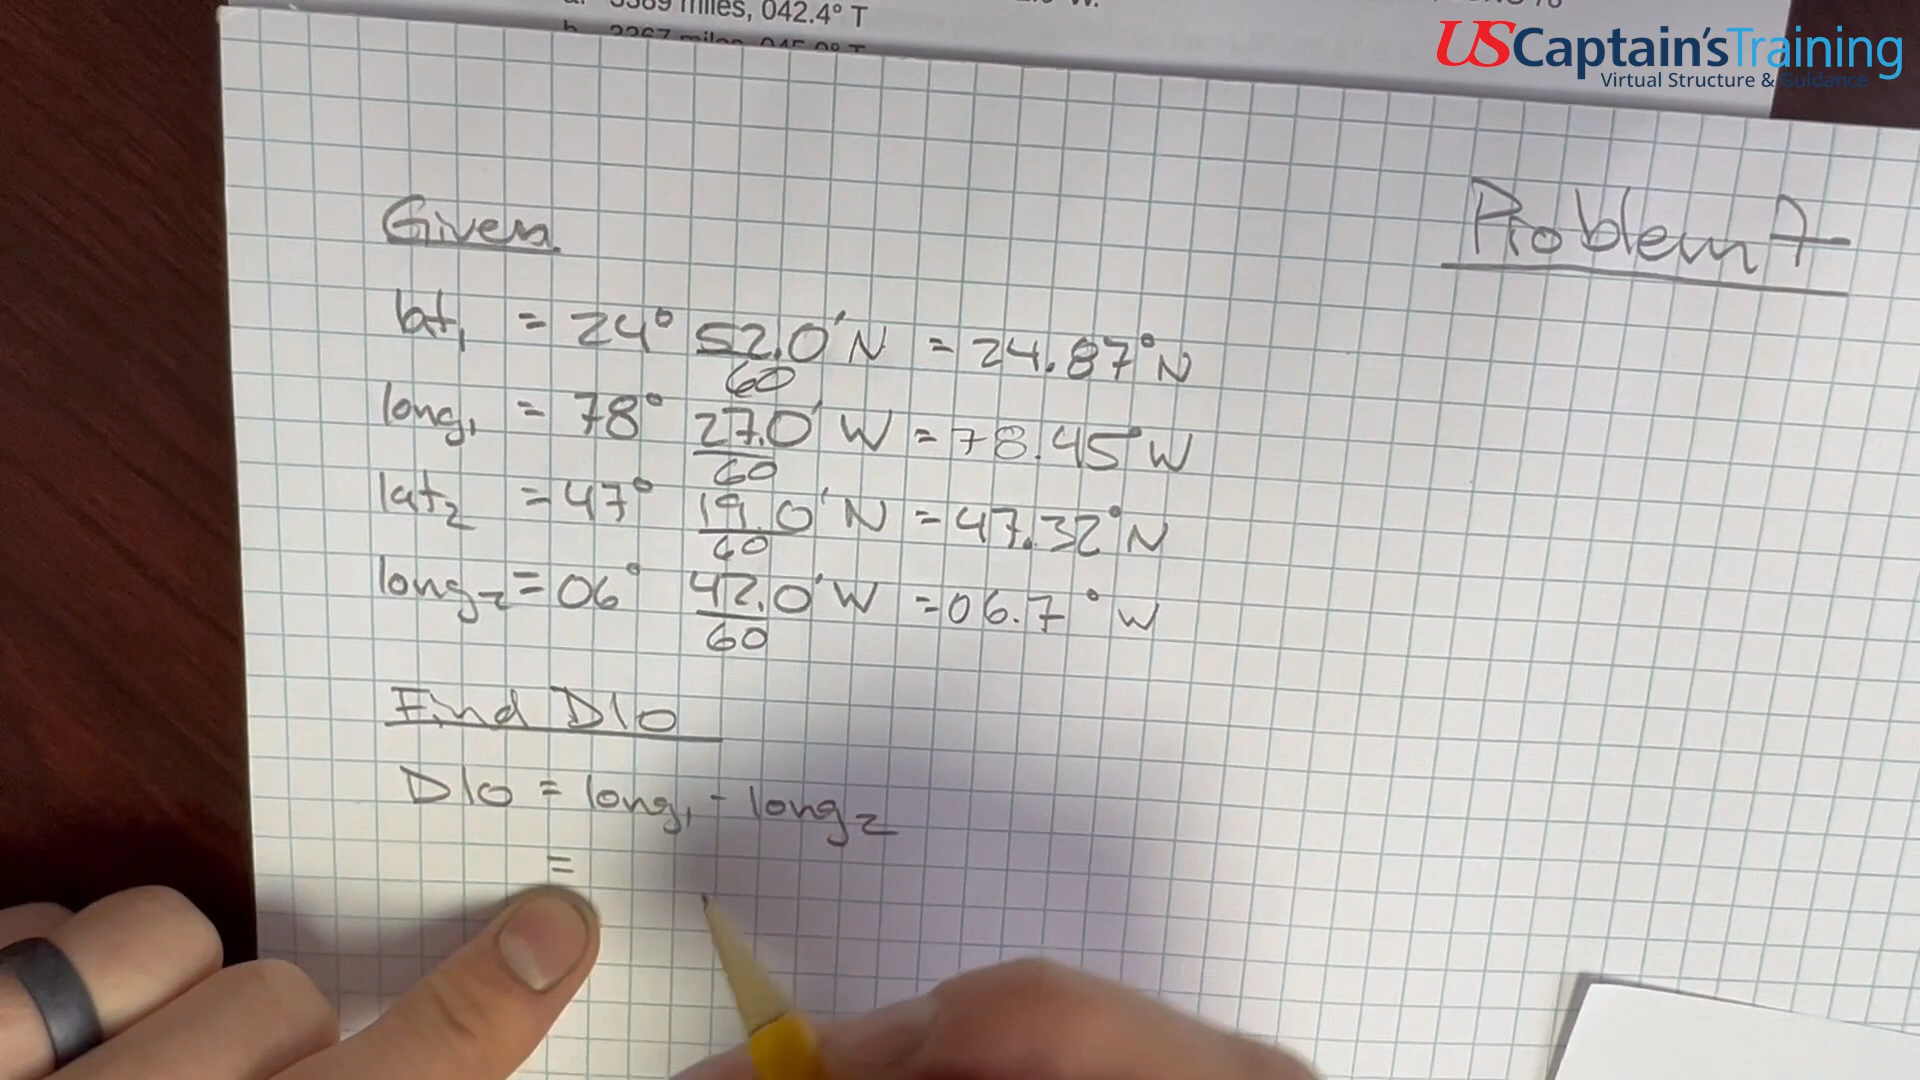 3389 miles, 042.4° T
USCaptain'sTraining
Virtual Structure & Guidance
Problem 7
Given
lat₁ = 24° 52.0'/60 N = 24.87°N
long₁ = 78° 27.0'/60 W = 78.45°W
lat₂ = 47° 19.0'/60 N = 47.32°N
long₂ = 06° 42.0'/60 W = 06.7°W
Find Dlo
Dlo = long₁ - long₂
=